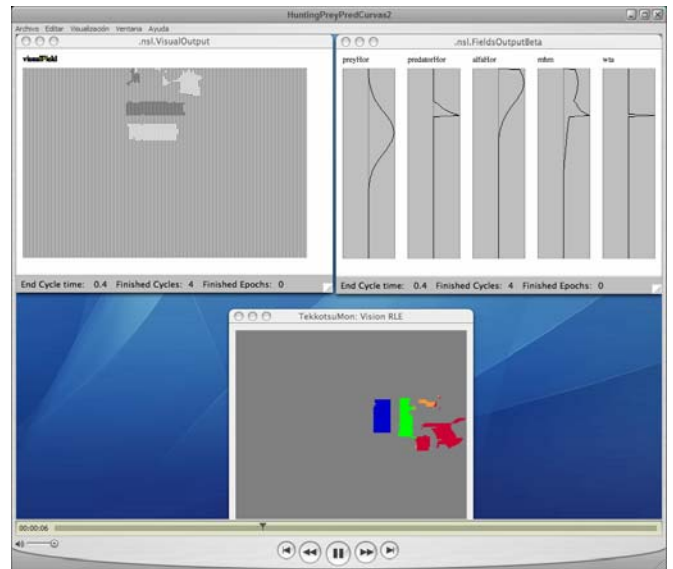 HuntingPreyPredCurvas2
Archivo Editar Visualización Ventana Ayuda
.nsl.VisualOutput
visualField
End Cycle time: 0.4 Finished Cycles: 4 Finished Epochs: 0
.nsl.FieldsOutputBeta
preyHor predatorHor alfaHor mhrn wta
End Cycle time: 0.4 Finished Cycles: 4 Finished Epochs: 0
TekkotsuMon: Vision RLE
00:00:06